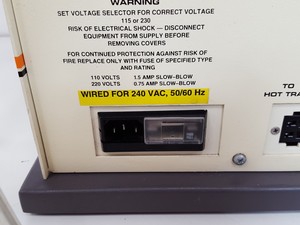 WARNING
SET VOLTAGE SELECTOR FOR CORRECT VOLTAGE
115 or 230
RISK OF ELECTRICAL SHOCK — DISCONNECT
EQUIPMENT FROM SUPPLY BEFORE
REMOVING COVERS
FOR CONTINUED PROTECTION AGAINST RISK OF
FIRE REPLACE ONLY WITH FUSE OF SPECIFIED TYPE
AND RATING
110 VOLTS 1.5 AMP SLOW-BLOW
220 VOLTS 0.75 AMP SLOW-BLOW
WIRED FOR 240 VAC, 50/60 Hz
TO
HOT TRA